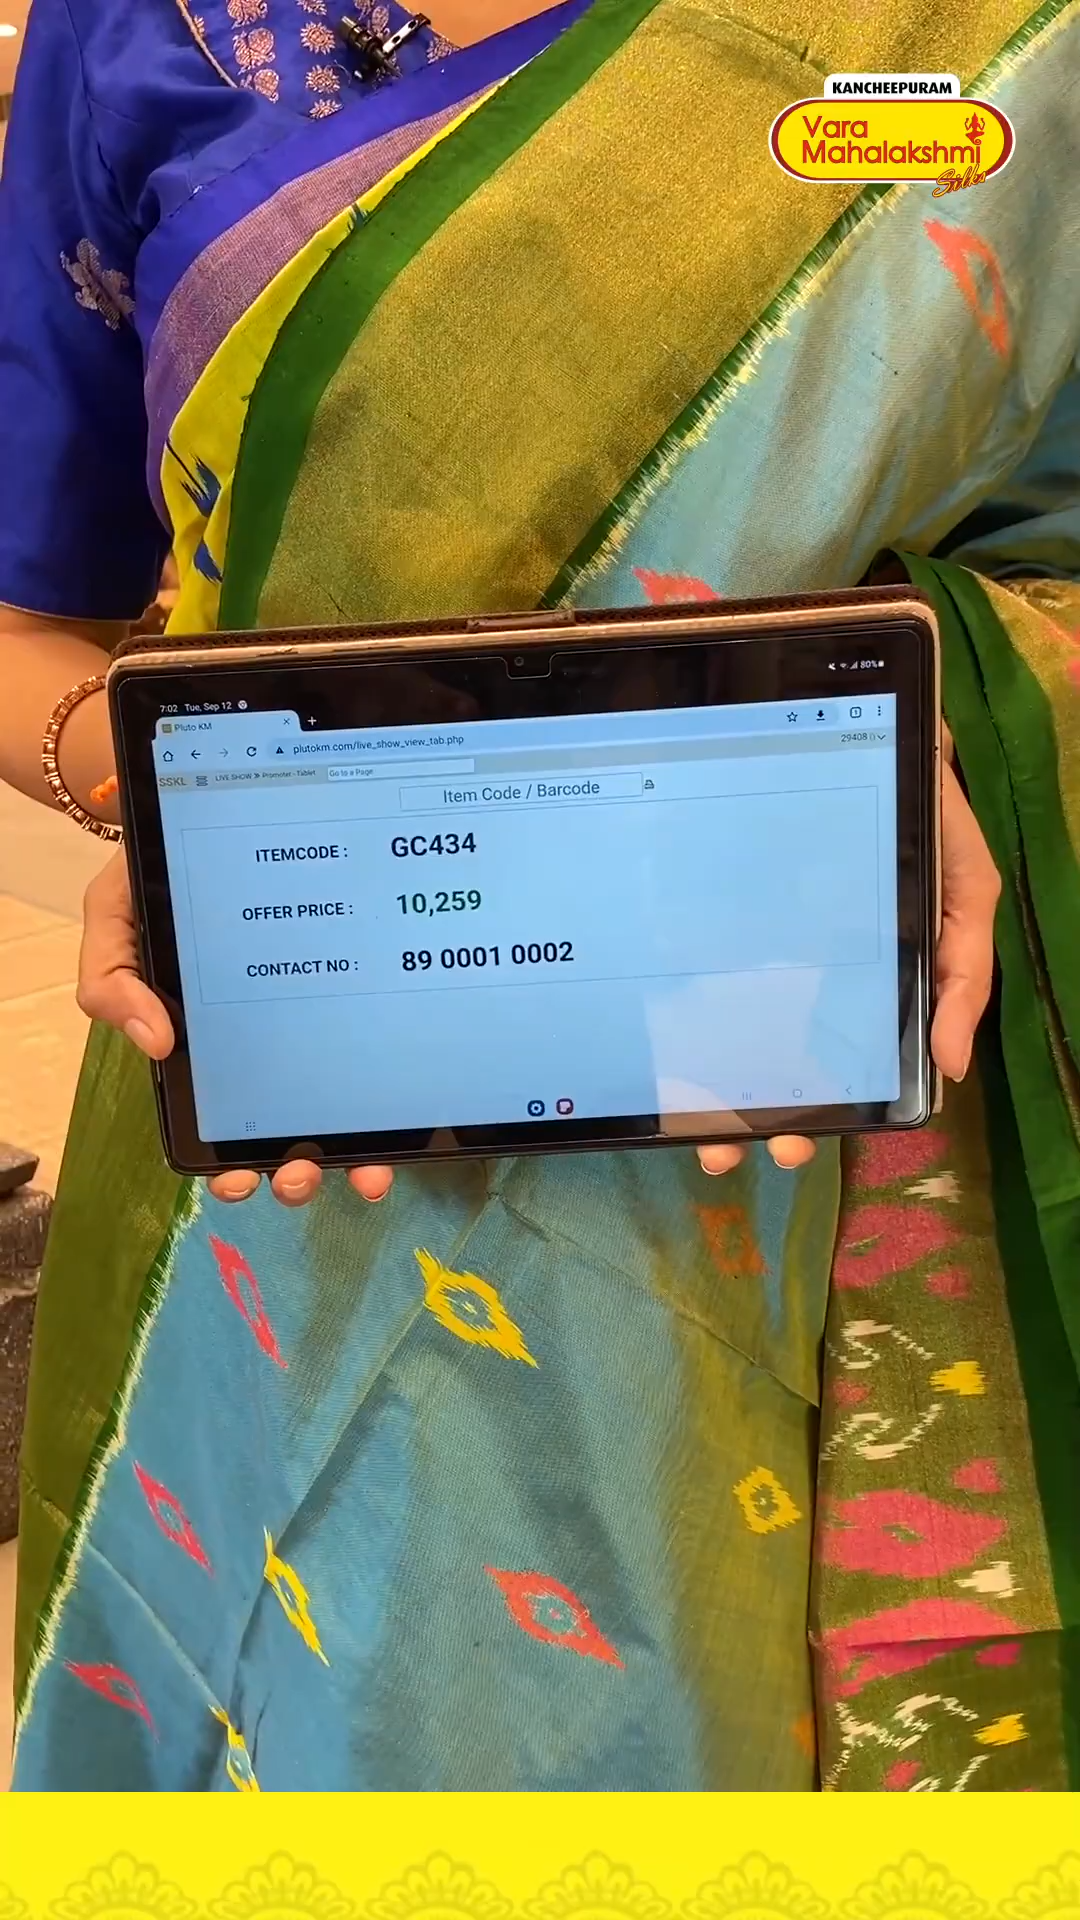 KANCHEEPURAM
Vara
Mahalakshmi
Silks
7:02 Tue, Sep 12
80%
Pluto KM
plutokm.com/live_show_view_tab.php
29408 ()
SSKL
LIVE SHOW >> Promoter - Tablet
Go to a Page
Item Code / Barcode
ITEMCODE : GC434
OFFER PRICE : 10,259
CONTACT NO : 89 0001 0002